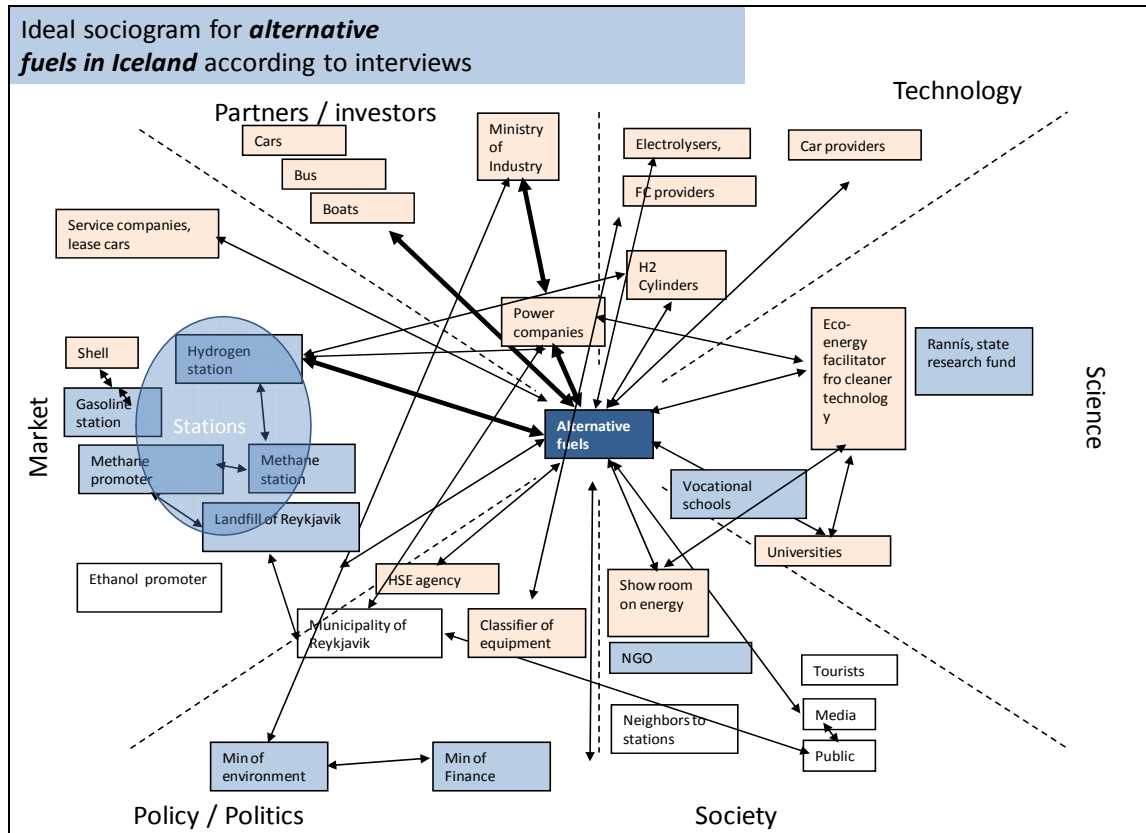 Ideal sociogram for alternative
fuels in Iceland according to interviews
Technology
Partners / investors
Cars
Bus
Boats
Ministry
of
Industry
Electrolysers,
FC providers
Car providers
Service companies,
lease cars
H2
Cylinders
Power
companies
Eco-
energy
facilitator
fro cleaner
technolog
y
Rannís, state
research fund
Science
Market
Shell
Hydrogen
station
Gasoline
station
Stations
Methane
promoter
Methane
station
Landfill of Reykjavik
Alternative
fuels
Vocational
schools
Universities
Ethanol promoter
HSE agency
Show room
on energy
Municipality of
Reykjavik
Classifier of
equipment
NGO
Tourists
Neighbors to
stations
Media
Public
Min of
environment
Min of
Finance
Policy / Politics
Society